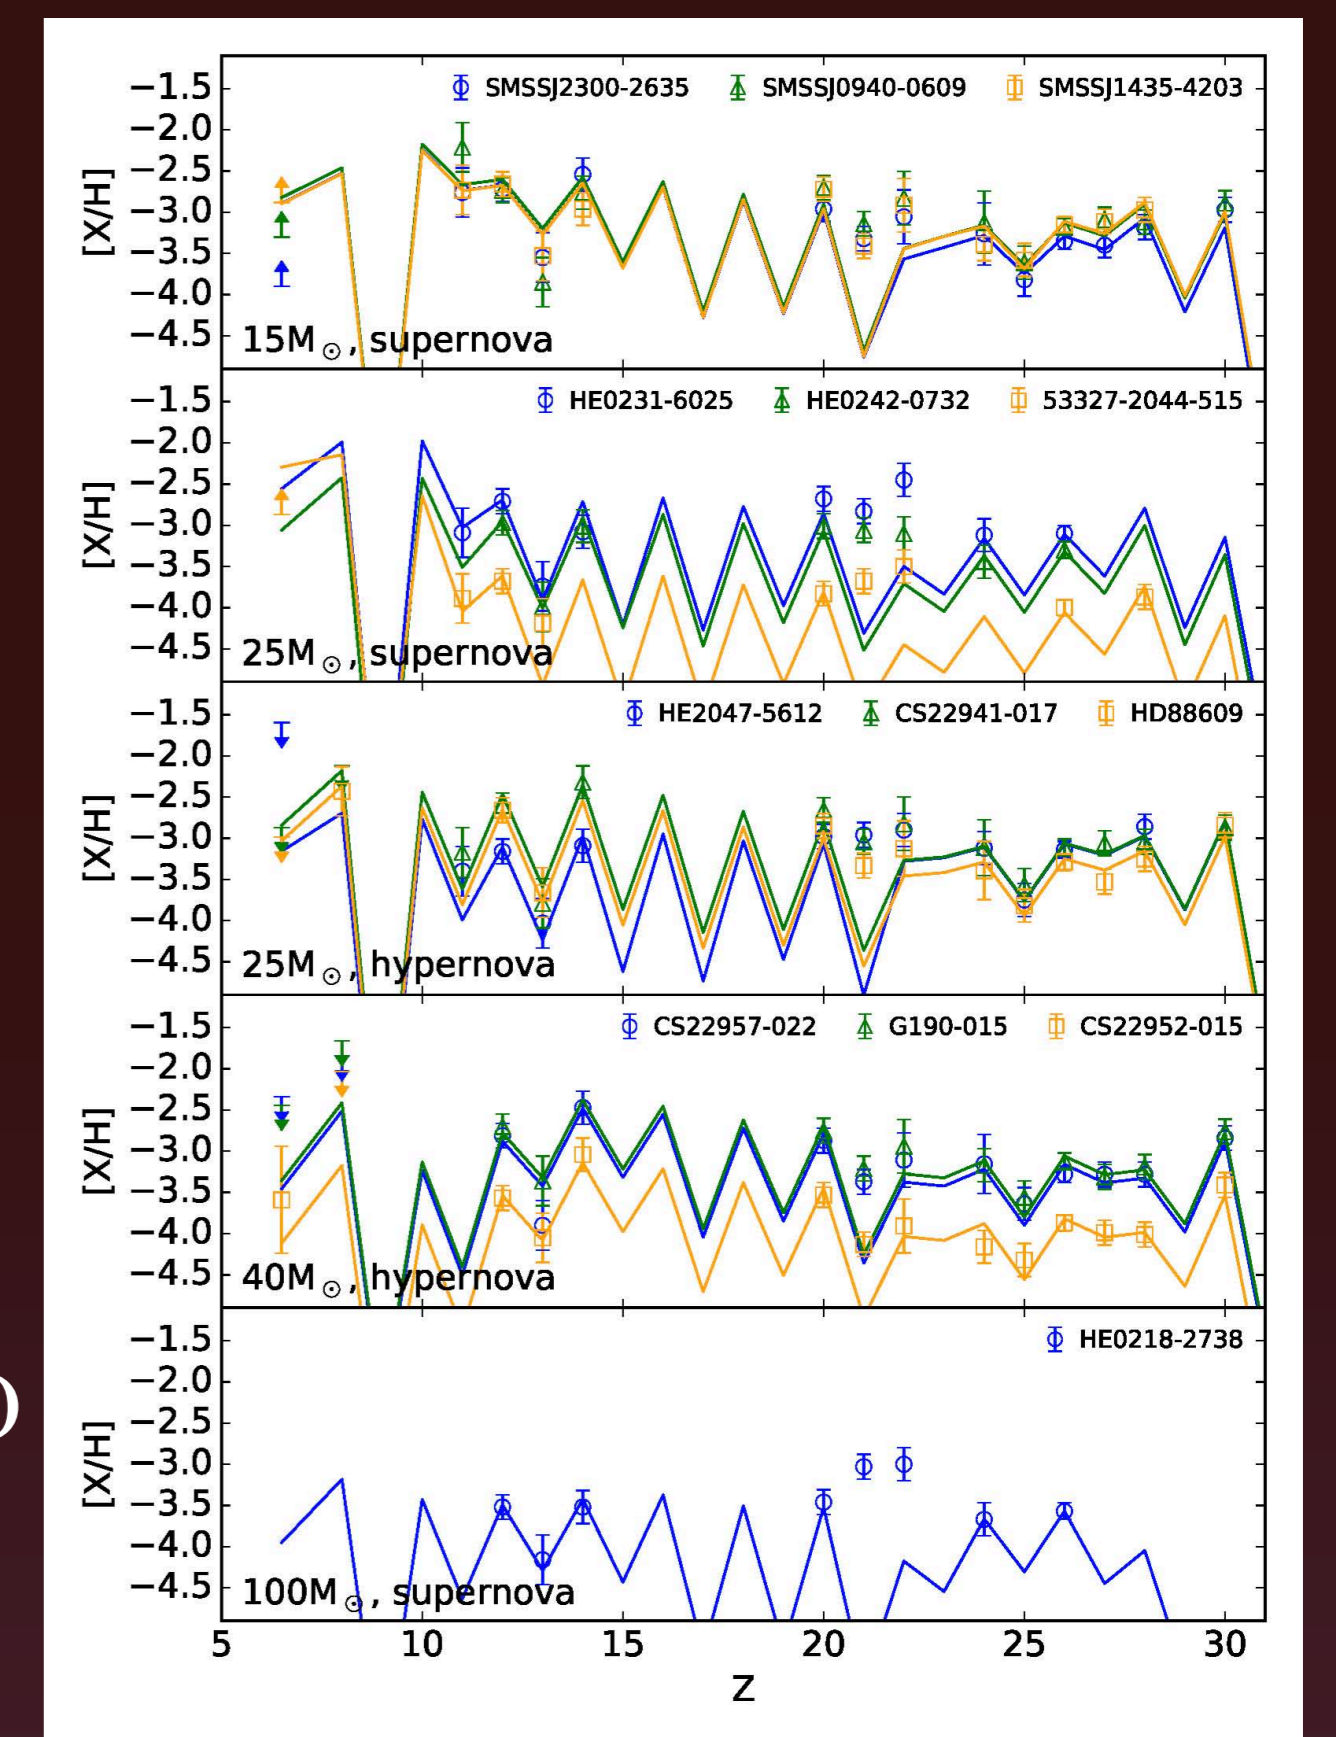 SMSSJ2300-2635 SMSSJ0940-0609 SMSSJ1435-4203
−1.5
−2.0
−2.5
−3.0
−3.5
−4.0
−4.5
[X/H]
15M⊙, supernova
HE0231-6025 HE0242-0732 53327-2044-515
−1.5
−2.0
−2.5
−3.0
−3.5
−4.0
−4.5
[X/H]
25M⊙, supernova
HE2047-5612 CS22941-017 HD88609
−1.5
−2.0
−2.5
−3.0
−3.5
−4.0
−4.5
[X/H]
25M⊙, hypernova
CS22957-022 G190-015 CS22952-015
−1.5
−2.0
−2.5
−3.0
−3.5
−4.0
−4.5
[X/H]
40M⊙, hypernova
HE0218-2738
−1.5
−2.0
−2.5
−3.0
−3.5
−4.0
−4.5
[X/H]
100M⊙, supernova
5 10 15 20 25 30
Z